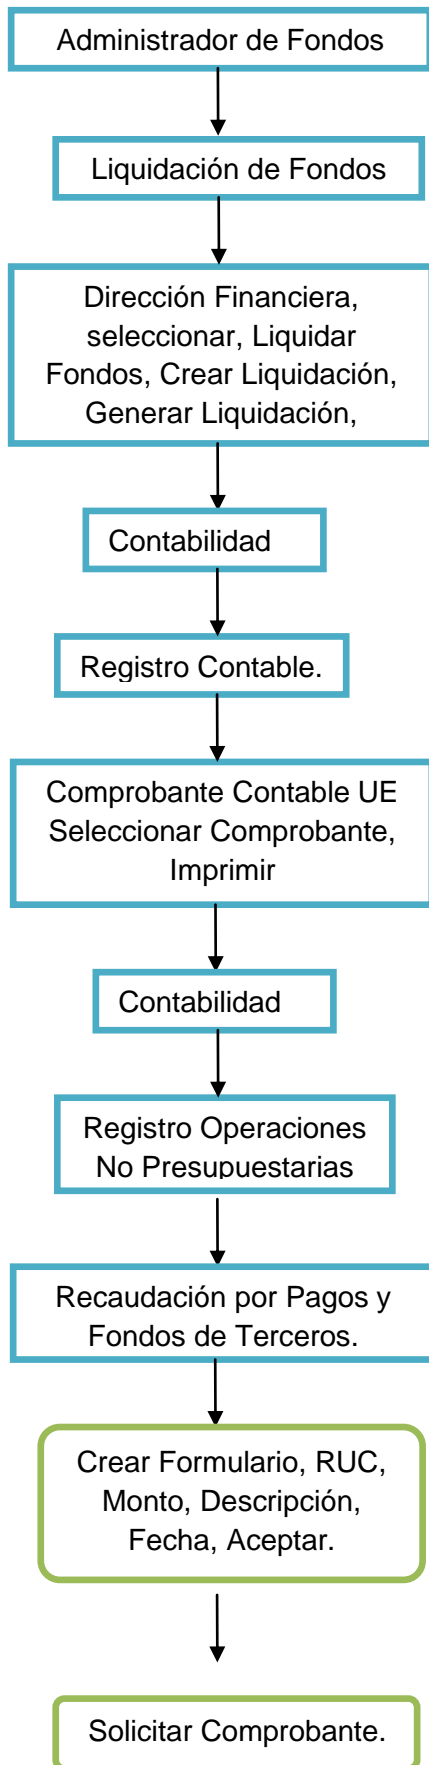 Administrador de Fondos
Liquidación de Fondos
Dirección Financiera,
seleccionar, Liquidar
Fondos, Crear Liquidación,
Generar Liquidación,
Contabilidad
Registro Contable.
Comprobante Contable UE
Seleccionar Comprobante,
Imprimir
Contabilidad
Registro Operaciones
No Presupuestarias
Recaudación por Pagos y
Fondos de Terceros.
Crear Formulario, RUC,
Monto, Descripción,
Fecha, Aceptar.
Solicitar Comprobante.